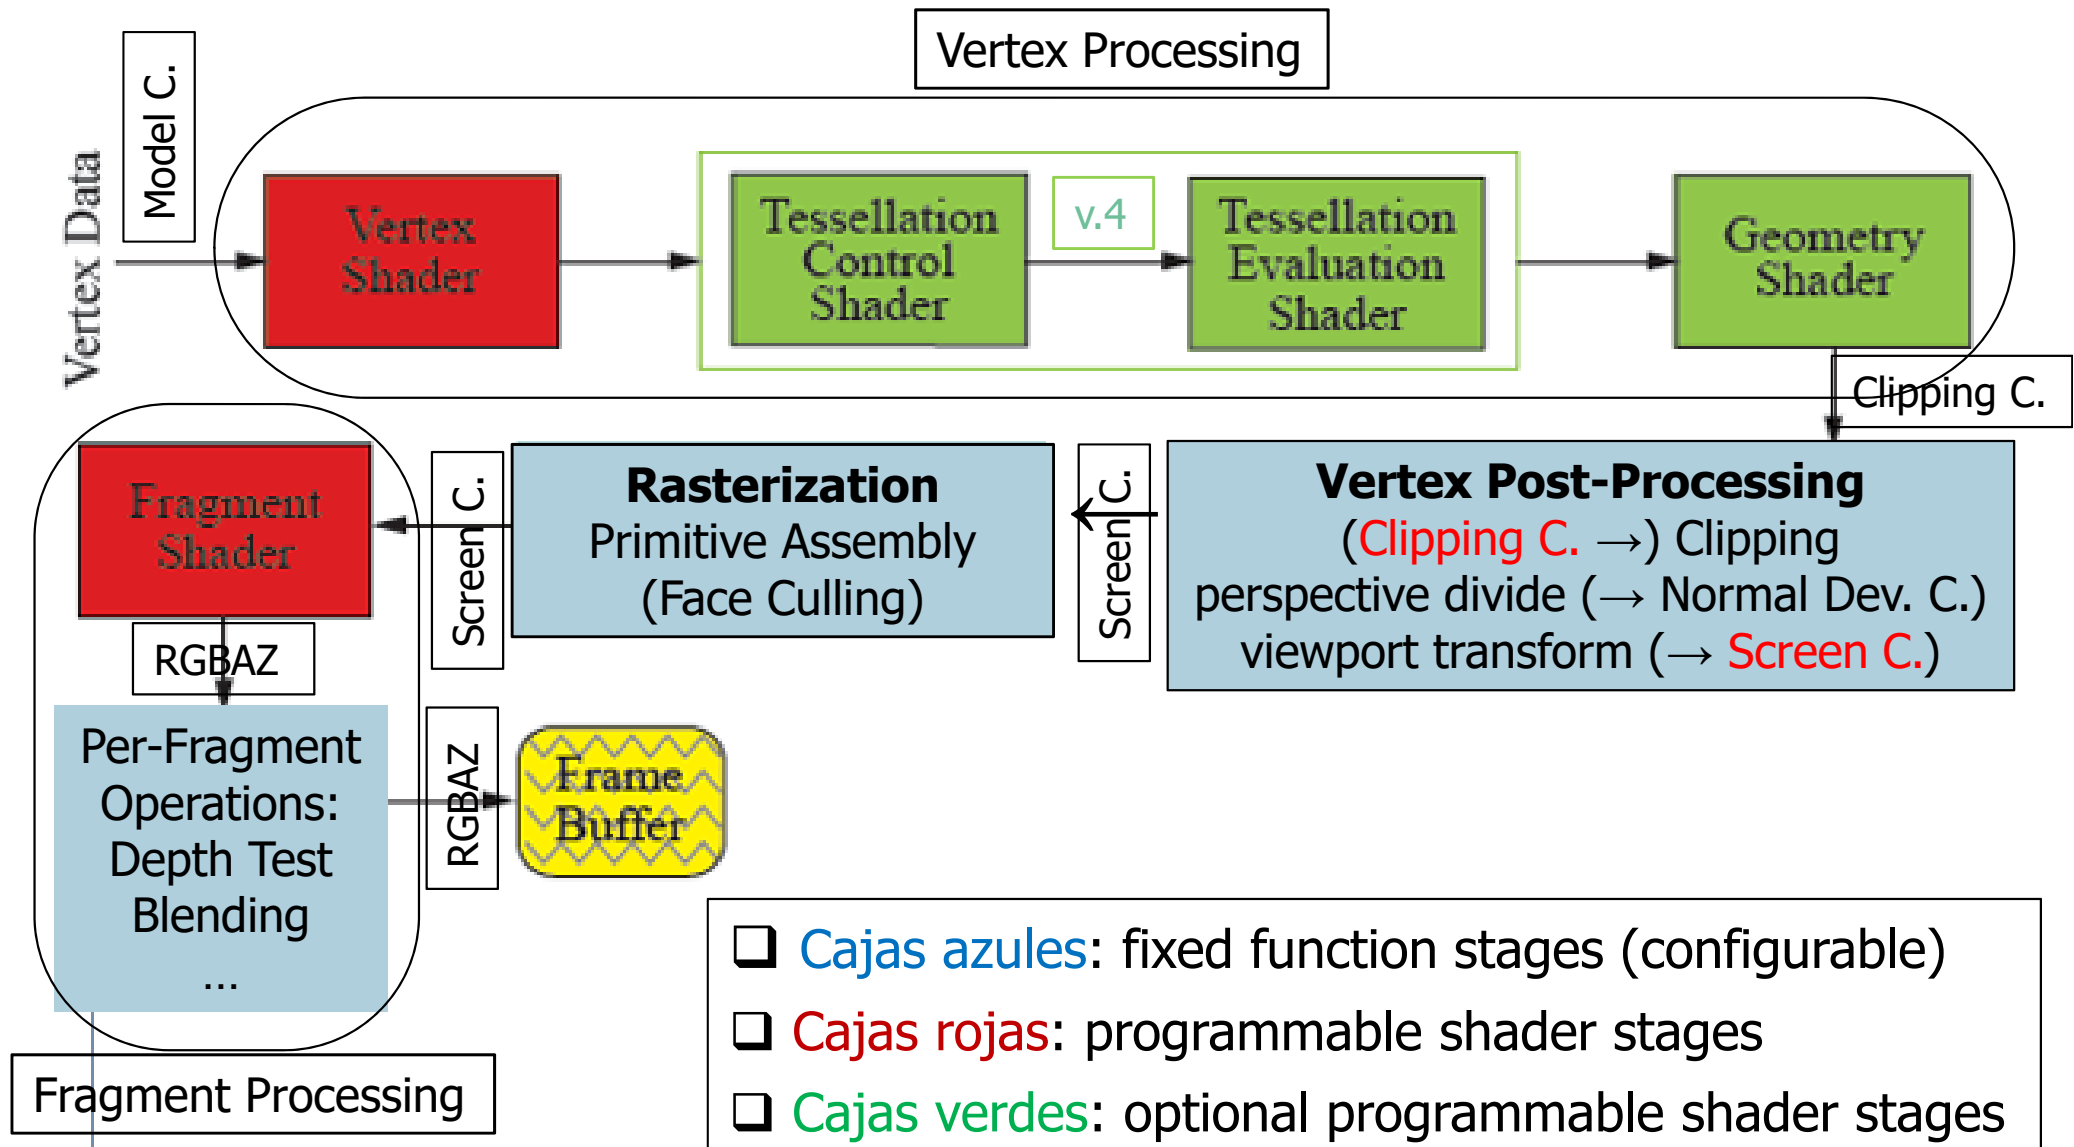 Vertex Processing
Model C.
Vertex Data
Vertex
Shader
Tessellation
Control
Shader
v.4
Tessellation
Evaluation
Shader
Geometry
Shader
Clipping C.
Vertex Post-Processing
(Clipping C. →) Clipping
perspective divide (→ Normal Dev. C.)
viewport transform (→ Screen C.)
Screen C.
Rasterization
Primitive Assembly
(Face Culling)
Screen C.
Fragment
Shader
RGBAZ
Per-Fragment
Operations:
Depth Test
Blending
...
RGBAZ
Frame
Buffer
Fragment Processing
❑ Cajas azules: fixed function stages (configurable)
❑ Cajas rojas: programmable shader stages
❑ Cajas verdes: optional programmable shader stages